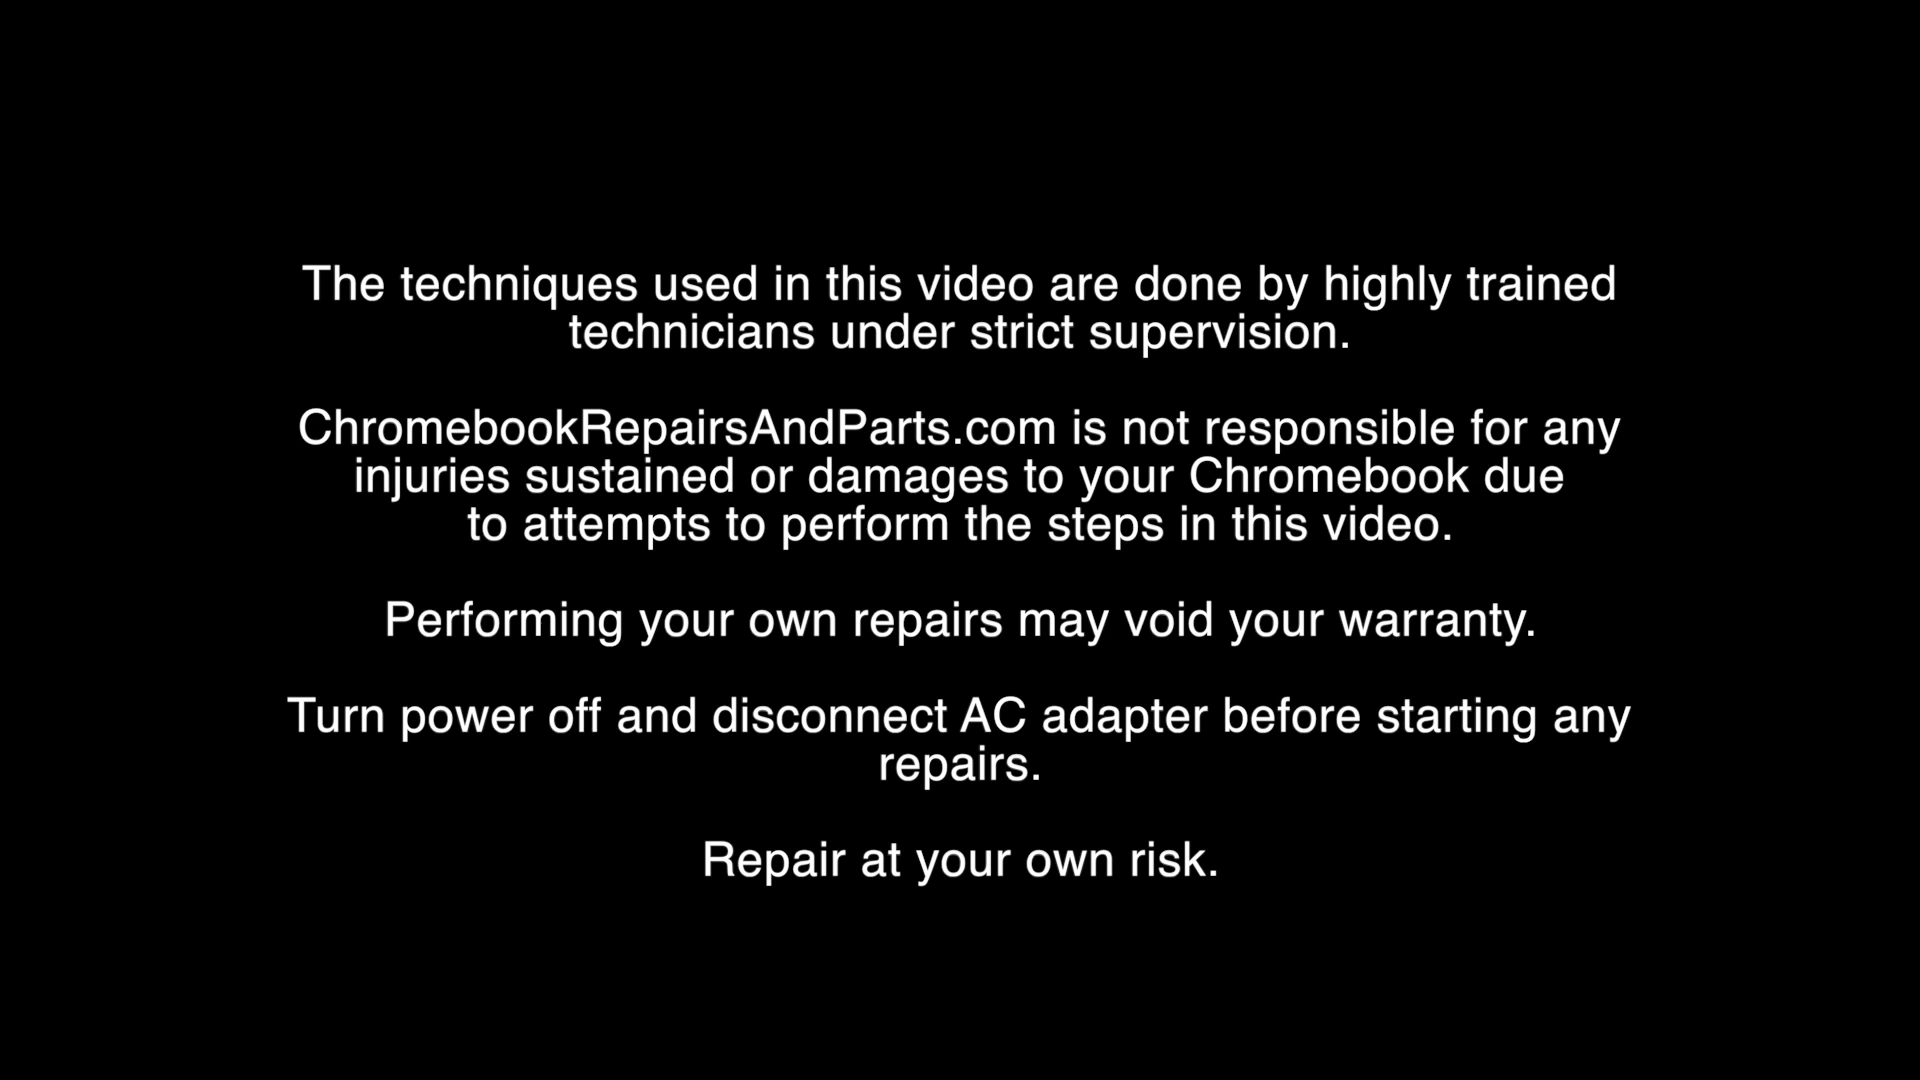 The techniques used in this video are done by highly trained
technicians under strict supervision.
ChromebookRepairsAndParts.com is not responsible for any
injuries sustained or damages to your Chromebook due
to attempts to perform the steps in this video.
Performing your own repairs may void your warranty.
Turn power off and disconnect AC adapter before starting any
repairs.
Repair at your own risk.